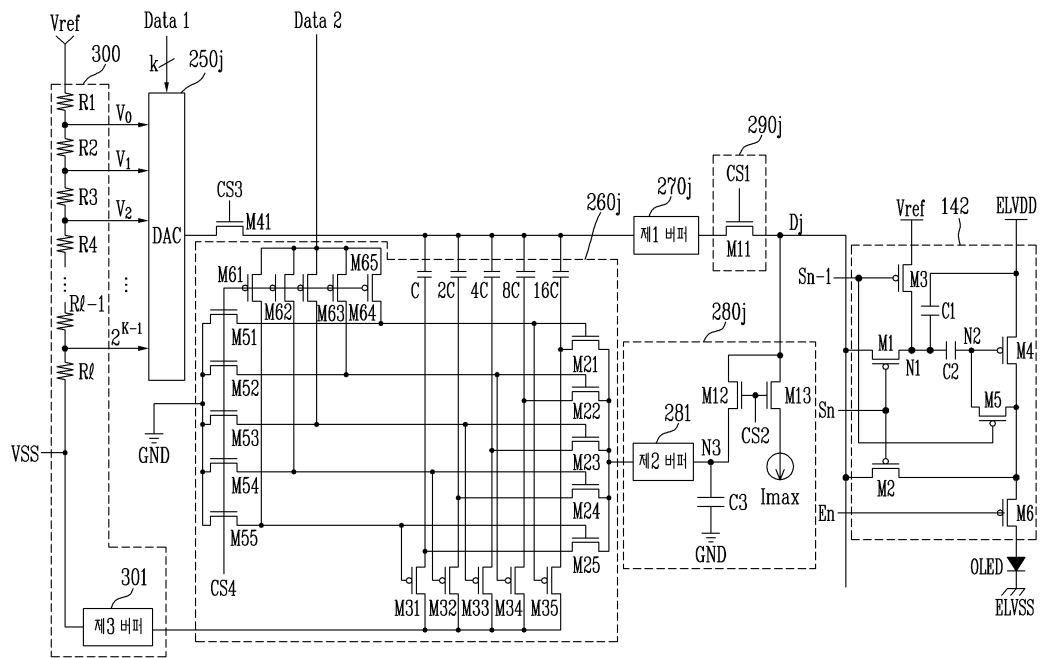 Vref
Data 1
Data 2
300
k
250j
R1
V0
R2
V1
R3
V2
R4
Rℓ-1
2^K-1
Rℓ
DAC
CS3
M41
260j
270j
제1 버퍼
290j
CS1
M11
Dj
Vref
142
ELVDD
Sn-1
M3
C1
M1
N1
N2
C2
M4
M5
Sn
M2
En
M6
OLED
ELVSS
M61
M62
M63
M64
M65
C
2C
4C
8C
16C
M51
M52
M53
M54
M55
GND
VSS
CS4
M21
M22
M23
M24
M25
M31
M32
M33
M34
M35
280j
M12
M13
CS2
281
제2 버퍼
N3
C3
GND
Imax
301
제3 버퍼